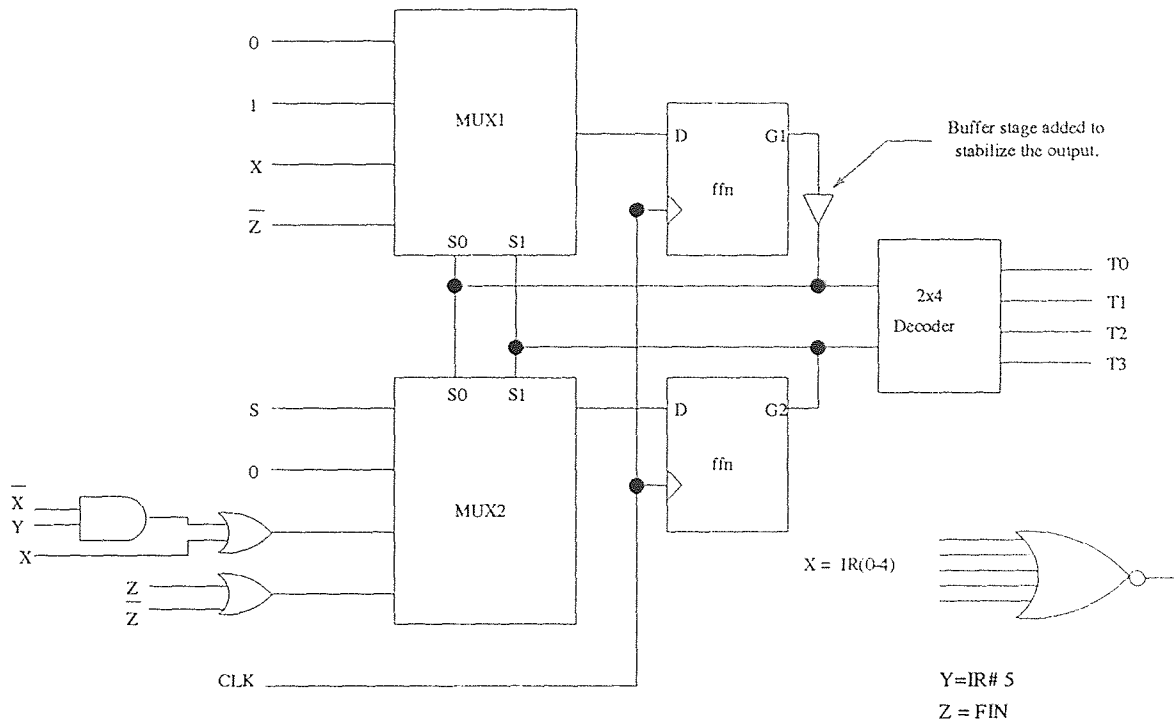 0
1
X
Z
MUX1
S0 S1
D G1
ffn
Buffer stage added to
stabilize the output.
2x4
Decoder
T0
T1
T2
T3
S
0
X
Y
X
Z
Z
S0 S1
MUX2
D G2
ffn
CLK
X = IR(0-4)
Y=IR# 5
Z = FIN